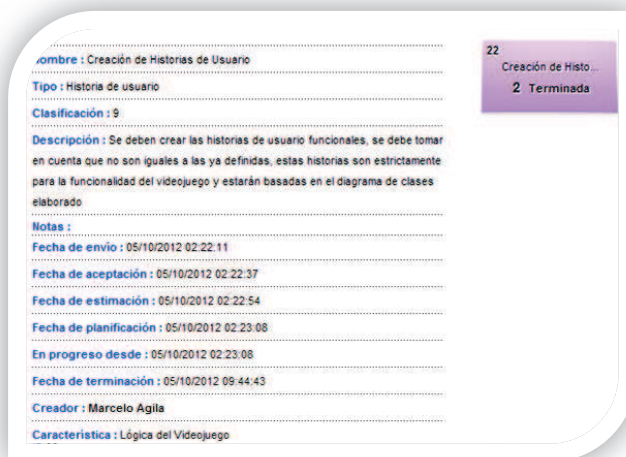 Nombre : Creación de Historias de Usuario
Tipo : Historia de usuario
Clasificación : 9
Descripción : Se deben crear las historias de usuario funcionales, se debe tomar
en cuenta que no son iguales a las ya definidas, estas historias son estrictamente
para la funcionalidad del videojuego y estarán basadas en el diagrama de clases
elaborado
Notas :
Fecha de envío : 05/10/2012 02:22:11
Fecha de aceptación : 05/10/2012 02:22:37
Fecha de estimación : 05/10/2012 02:22:54
Fecha de planificación : 05/10/2012 02:23:08
En progreso desde : 05/10/2012 02:23:08
Fecha de terminación : 05/10/2012 09:44:43
Creador : Marcelo Agila
Característica : Lógica del Videojuego
22
Creación de Histo...
2 Terminada